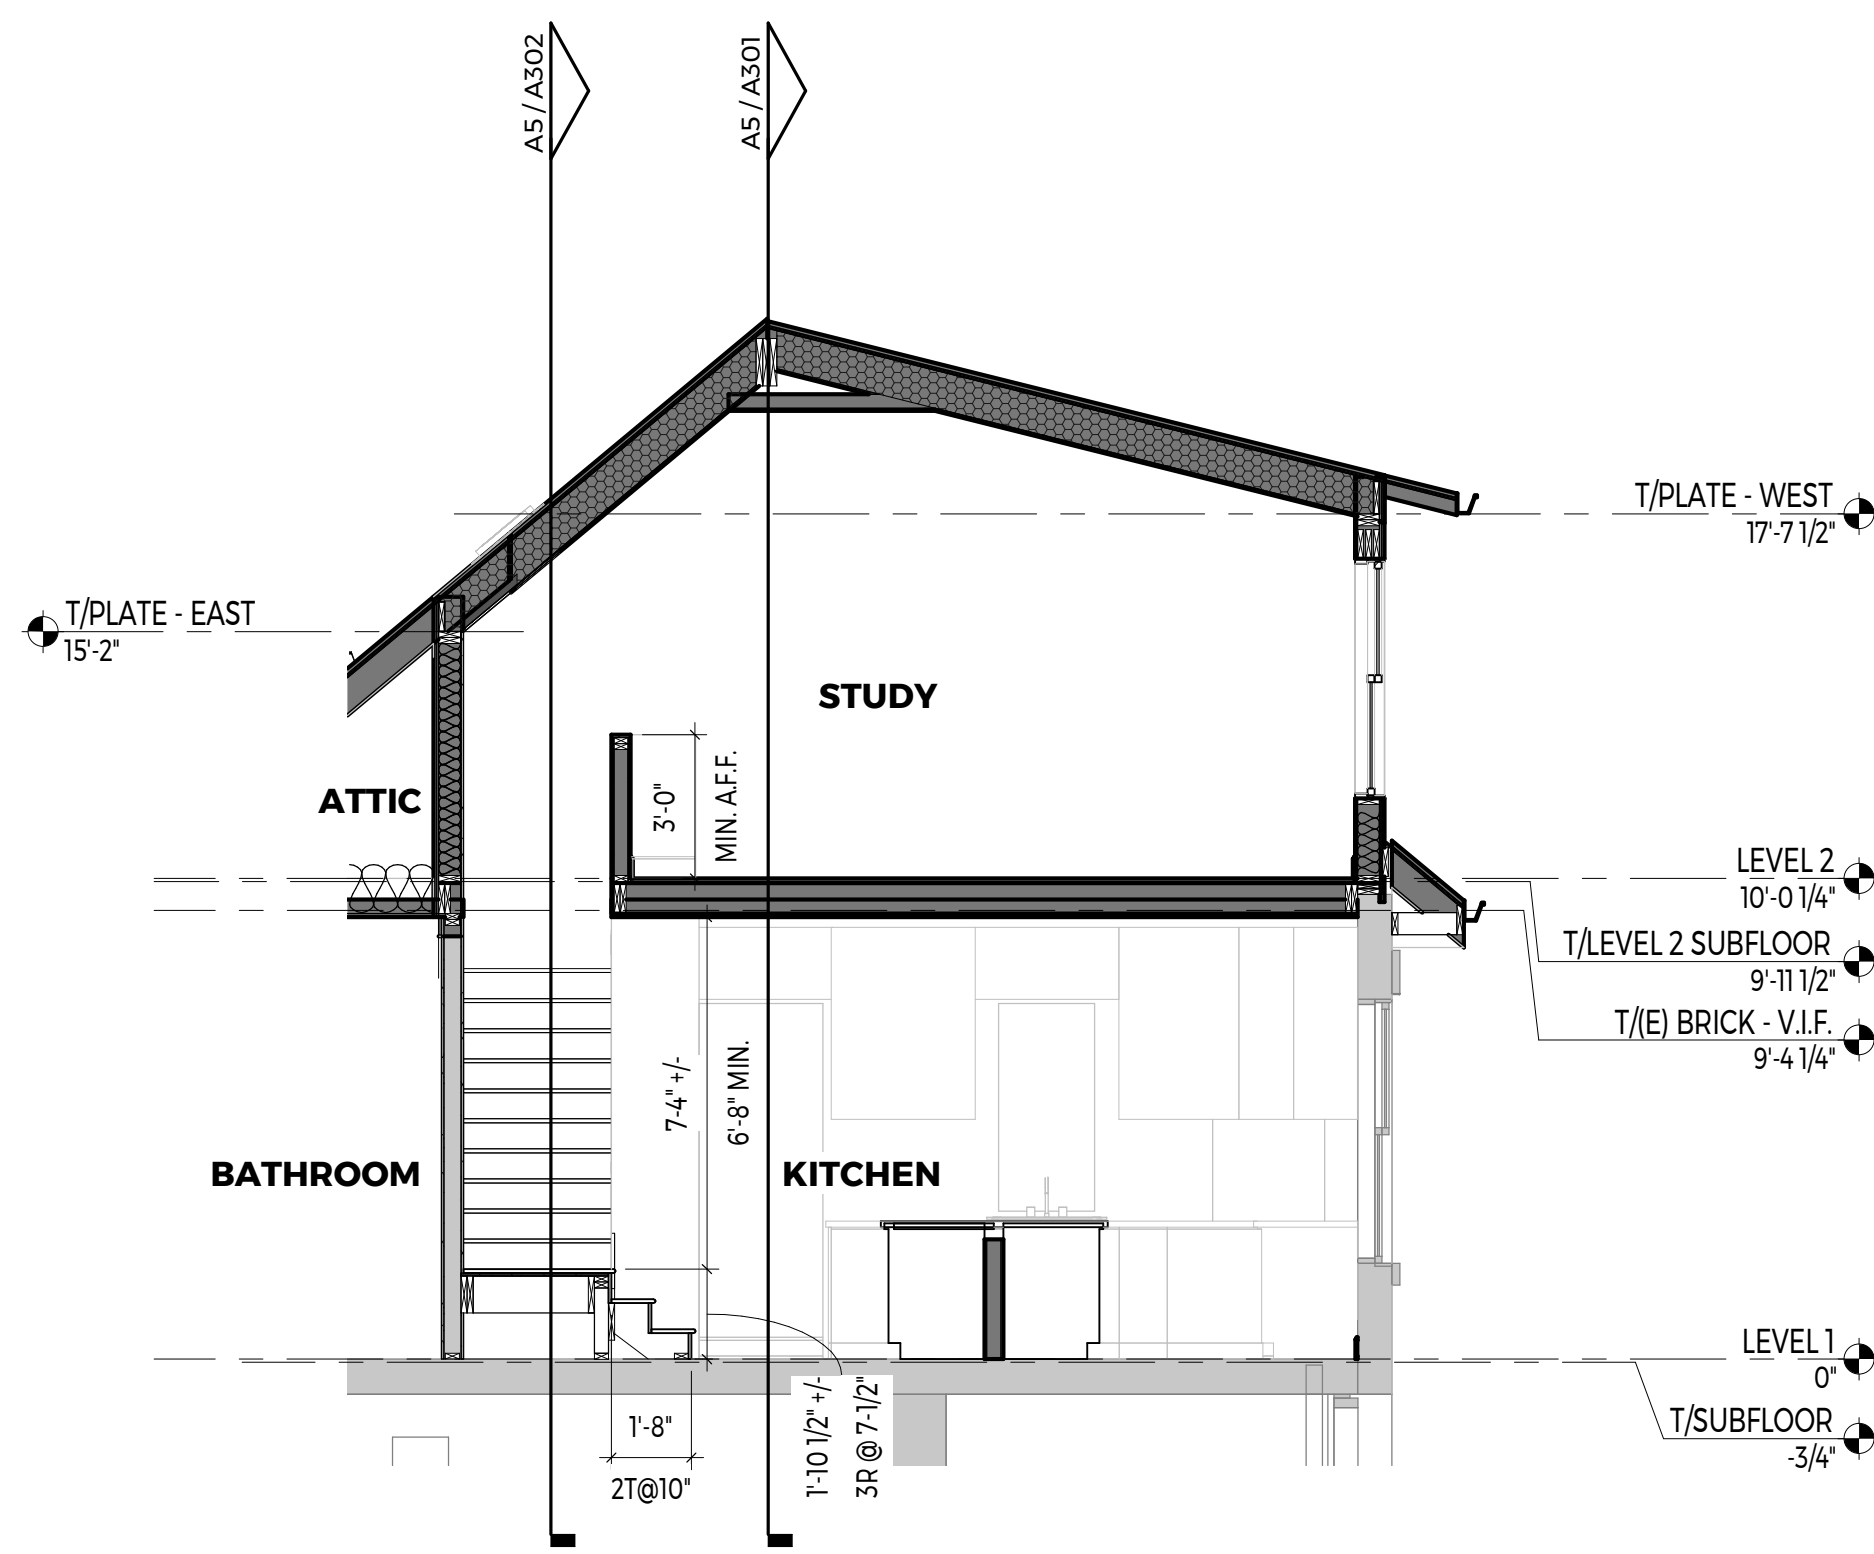 A5 / A302
A5 / A301
T/PLATE - WEST
17'-7 1/2"
T/PLATE - EAST
15'-2"
STUDY
ATTIC
3'-0"
MIN. A.F.F.
LEVEL 2
10'-0 1/4"
T/LEVEL 2 SUBFLOOR
9'-11 1/2"
T/(E) BRICK - V.I.F.
9'-4 1/4"
7'-4" +/-
6'-8" MIN.
BATHROOM
KITCHEN
LEVEL 1
0"
T/SUBFLOOR
-3/4"
1'-8"
2T@10"
1'-10 1/2" +/-
3R @ 7-1/2"